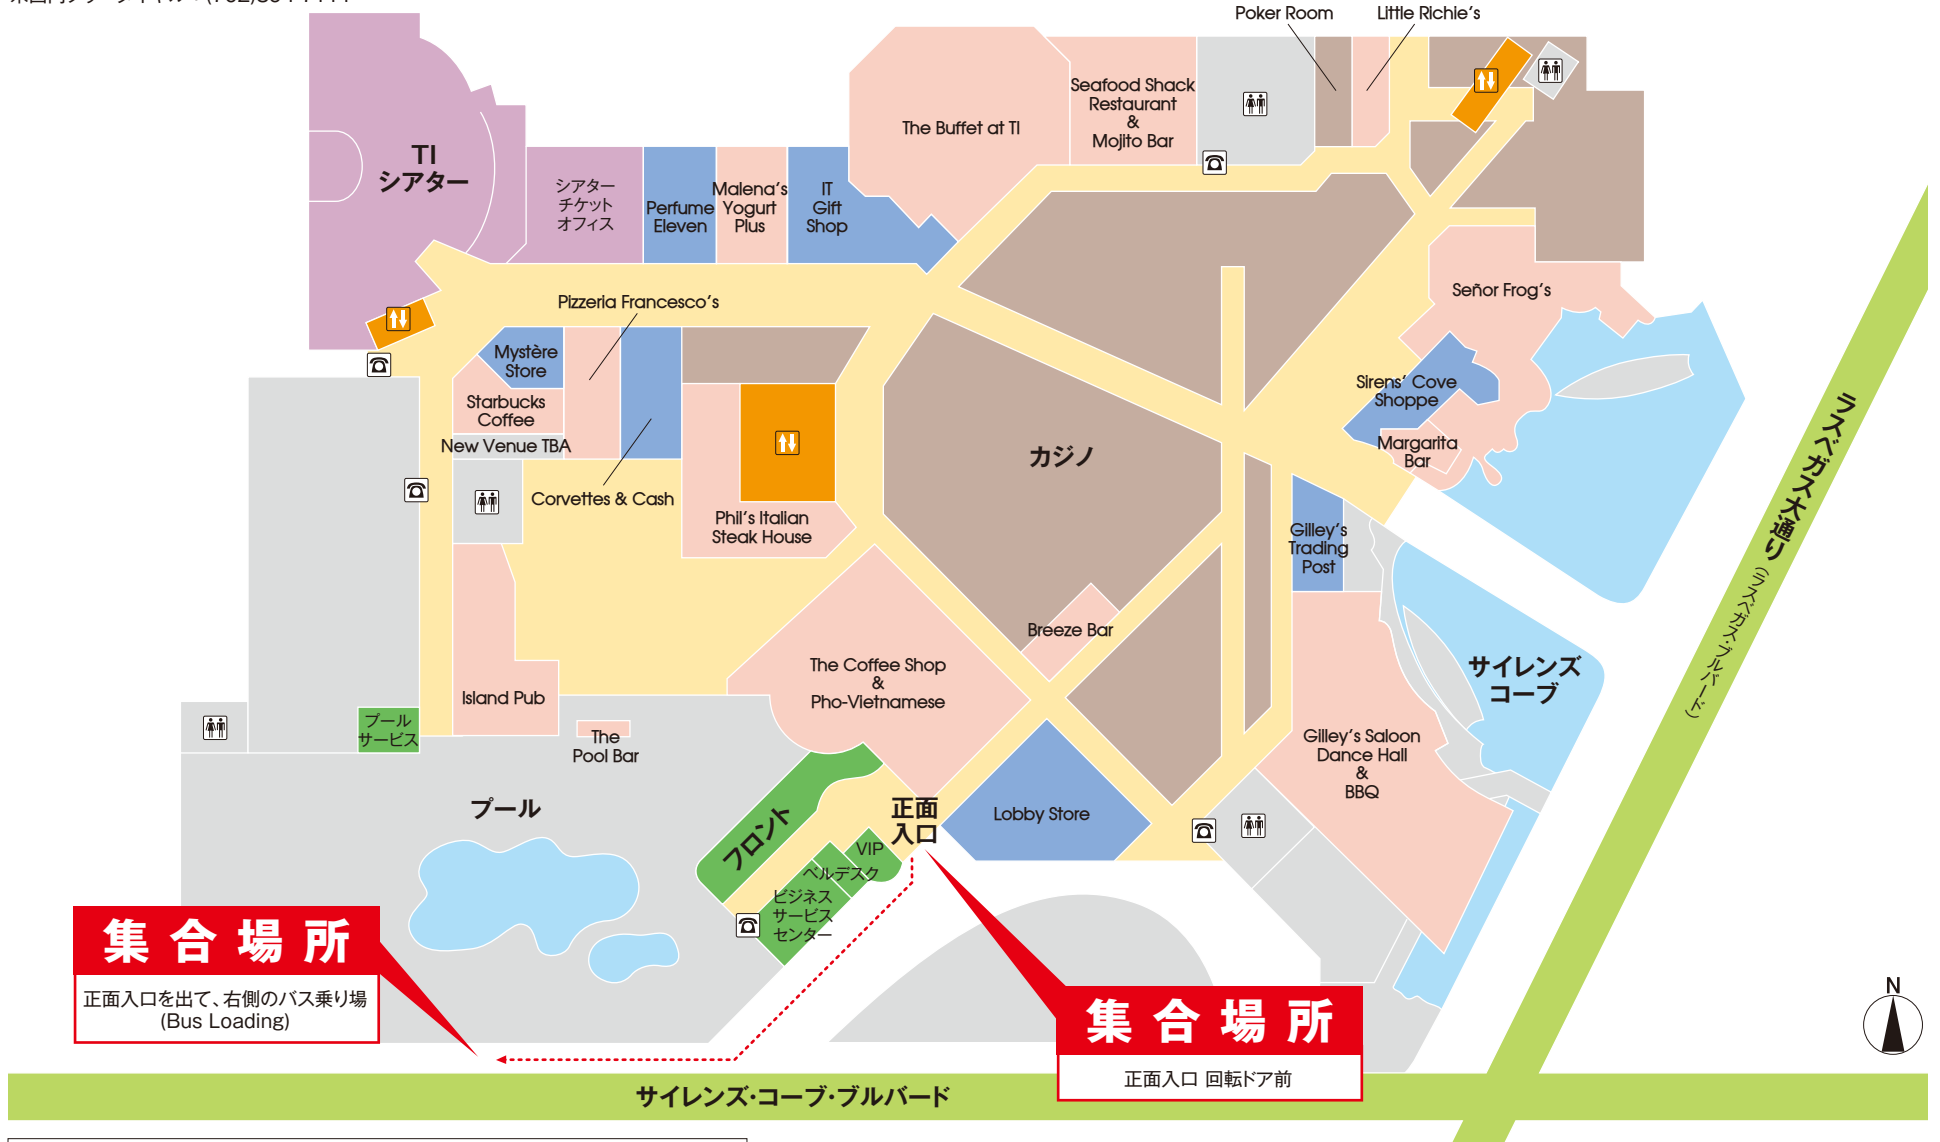 Poker Room
Little Richie's
Seafood Shack
Restaurant
&
Mojito Bar
The Buffet at TI
TI
シアター
シアター
チケット
オフィス
Perfume
Eleven
Malena's
Yogurt
Plus
IT
Gift
Shop
Señor Frog's
Pizzeria Francesco's
Mystère
Store
Starbucks
Coffee
New Venue TBA
Corvettes & Cash
Phil's Italian
Steak House
カジノ
Sirens' Cove
Shoppe
Margarita
Bar
Gilley's
Trading
Post
ラスベガス大通り
(ラスベガス・ブルバード)
Breeze Bar
The Coffee Shop
&
Pho-Vietnamese
サイレンズ
コーブ
Island Pub
プール
サービス
The
Pool Bar
Gilley's Saloon
Dance Hall
&
BBQ
プール
フロント
正面
入口
Lobby Store
VIP
ベルデスク
ビジネス
サービス
センター
集合場所
正面入口を出て、右側のバス乗り場
(Bus Loading)
集合場所
正面入口 回転ドア前
N
サイレンズ・コーブ・ブルバード